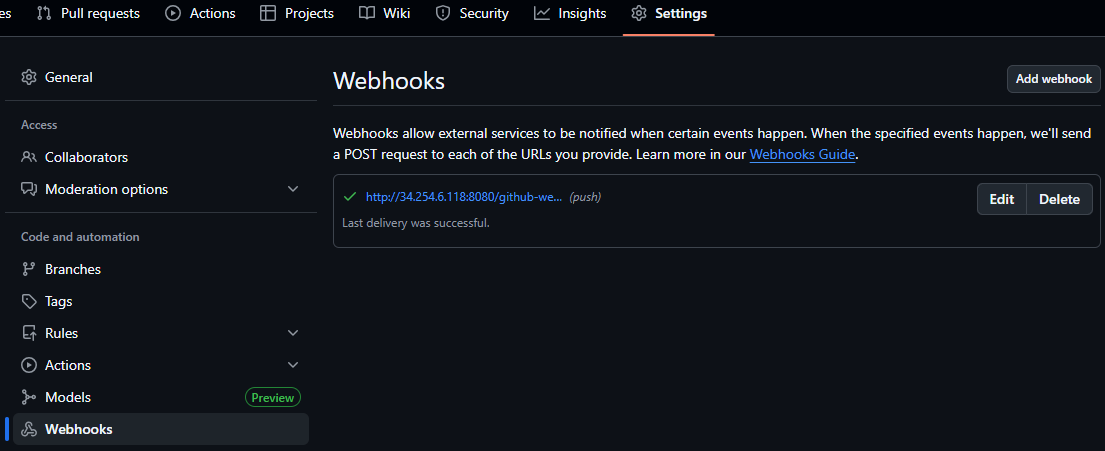 es Pull requests Actions Projects Wiki Security Insights Settings
General
Access
Collaborators
Moderation options
Code and automation
Branches
Tags
Rules
Actions
Models Preview
Webhooks
Webhooks
Add webhook
Webhooks allow external services to be notified when certain events happen. When the specified events happen, we'll send
a POST request to each of the URLs you provide. Learn more in our Webhooks Guide.
http://34.254.6.118:8080/github-we... (push)
Edit Delete
Last delivery was successful.